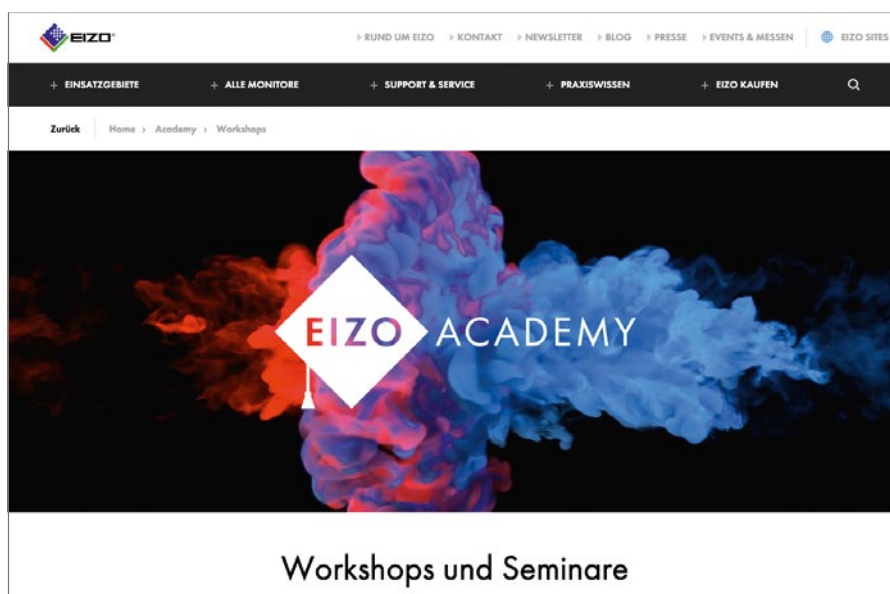 EIZO
RUND UM EIZO KONTAKT NEWSLETTER BLOG PRESSE EVENTS & MESSEN EIZO SITES
+ EINSATZGEBIETE + ALLE MONITORE + SUPPORT & SERVICE + PRAXISWISSEN + EIZO KAUFEN
Zurück Home › Academy › Workshops
EIZO ACADEMY
Workshops und Seminare